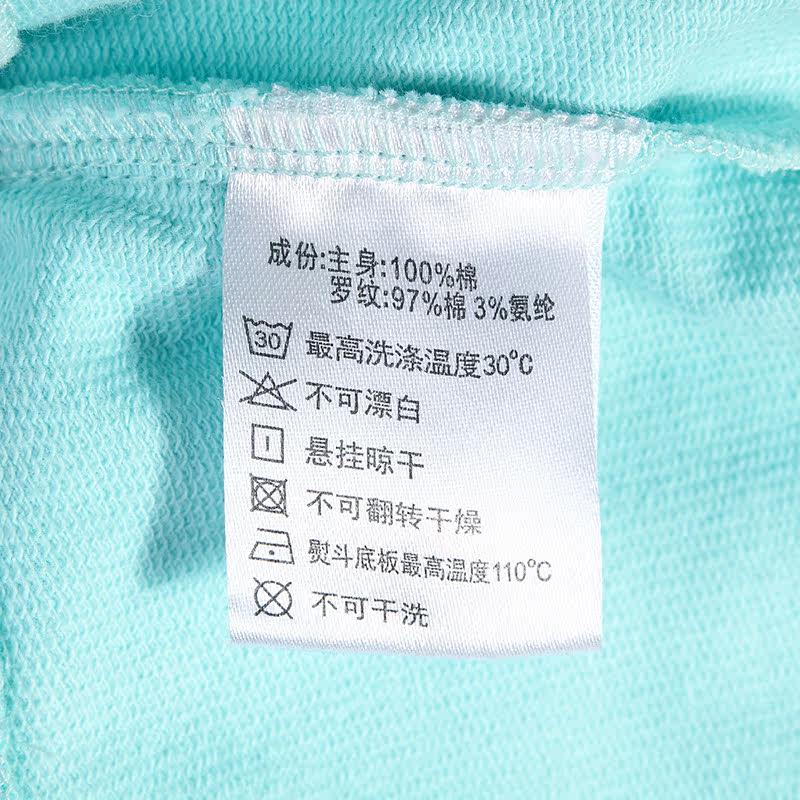 成份:主身:100%棉
罗纹:97%棉 3%氨纶
30 最高洗涤温度30℃
不可漂白
悬挂晾干
不可翻转干燥
熨斗底板最高温度110℃
不可干洗